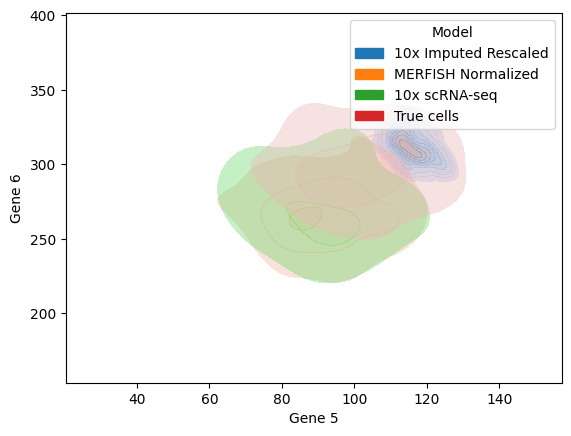 400
350
300
250
200
Gene 6
40
60
80
100
120
140
Gene 5
Model
10x Imputed Rescaled
MERFISH Normalized
10x scRNA-seq
True cells